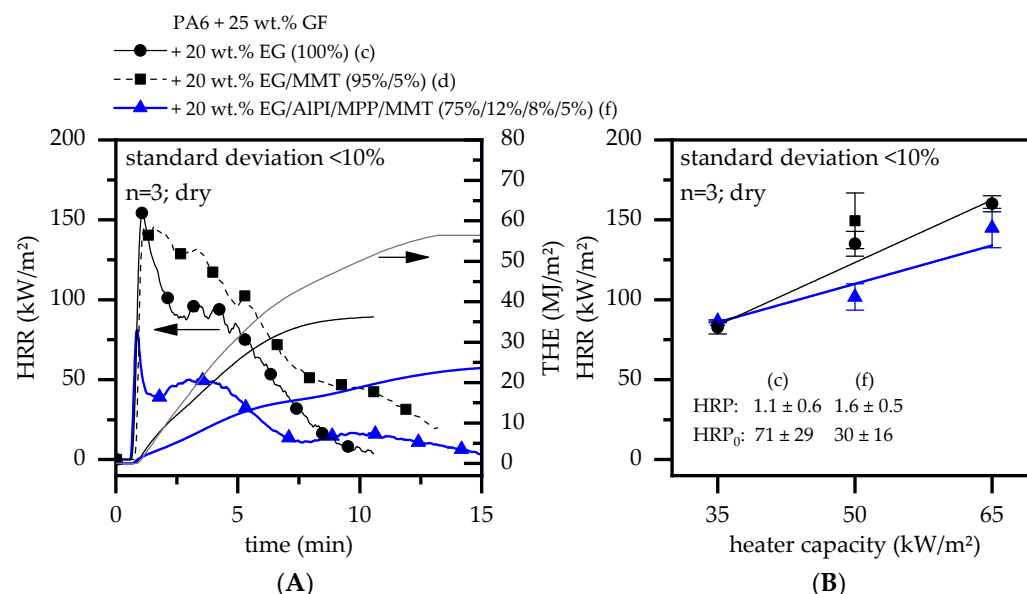 PA6 + 25 wt.% GF
+ 20 wt.% EG (100%) (c)
+ 20 wt.% EG/MMT (95%/5%) (d)
+ 20 wt.% EG/AlPI/MPP/MMT (75%/12%/8%/5%) (f)
200
150
100
50
0
HRR (kW/m²)
standard deviation <10%
n=3; dry
80
70
60
50
40
30
20
10
0
THE (MJ/m²)
0 5 10 15
time (min)
(A)
200
150
100
50
0
HRR (kW/m²)
standard deviation <10%
n=3; dry
(c) (f)
HRP: 1.1 ± 0.6 1.6 ± 0.5
HRP₀: 71 ± 29 30 ± 16
35 50 65
heater capacity (kW/m²)
(B)